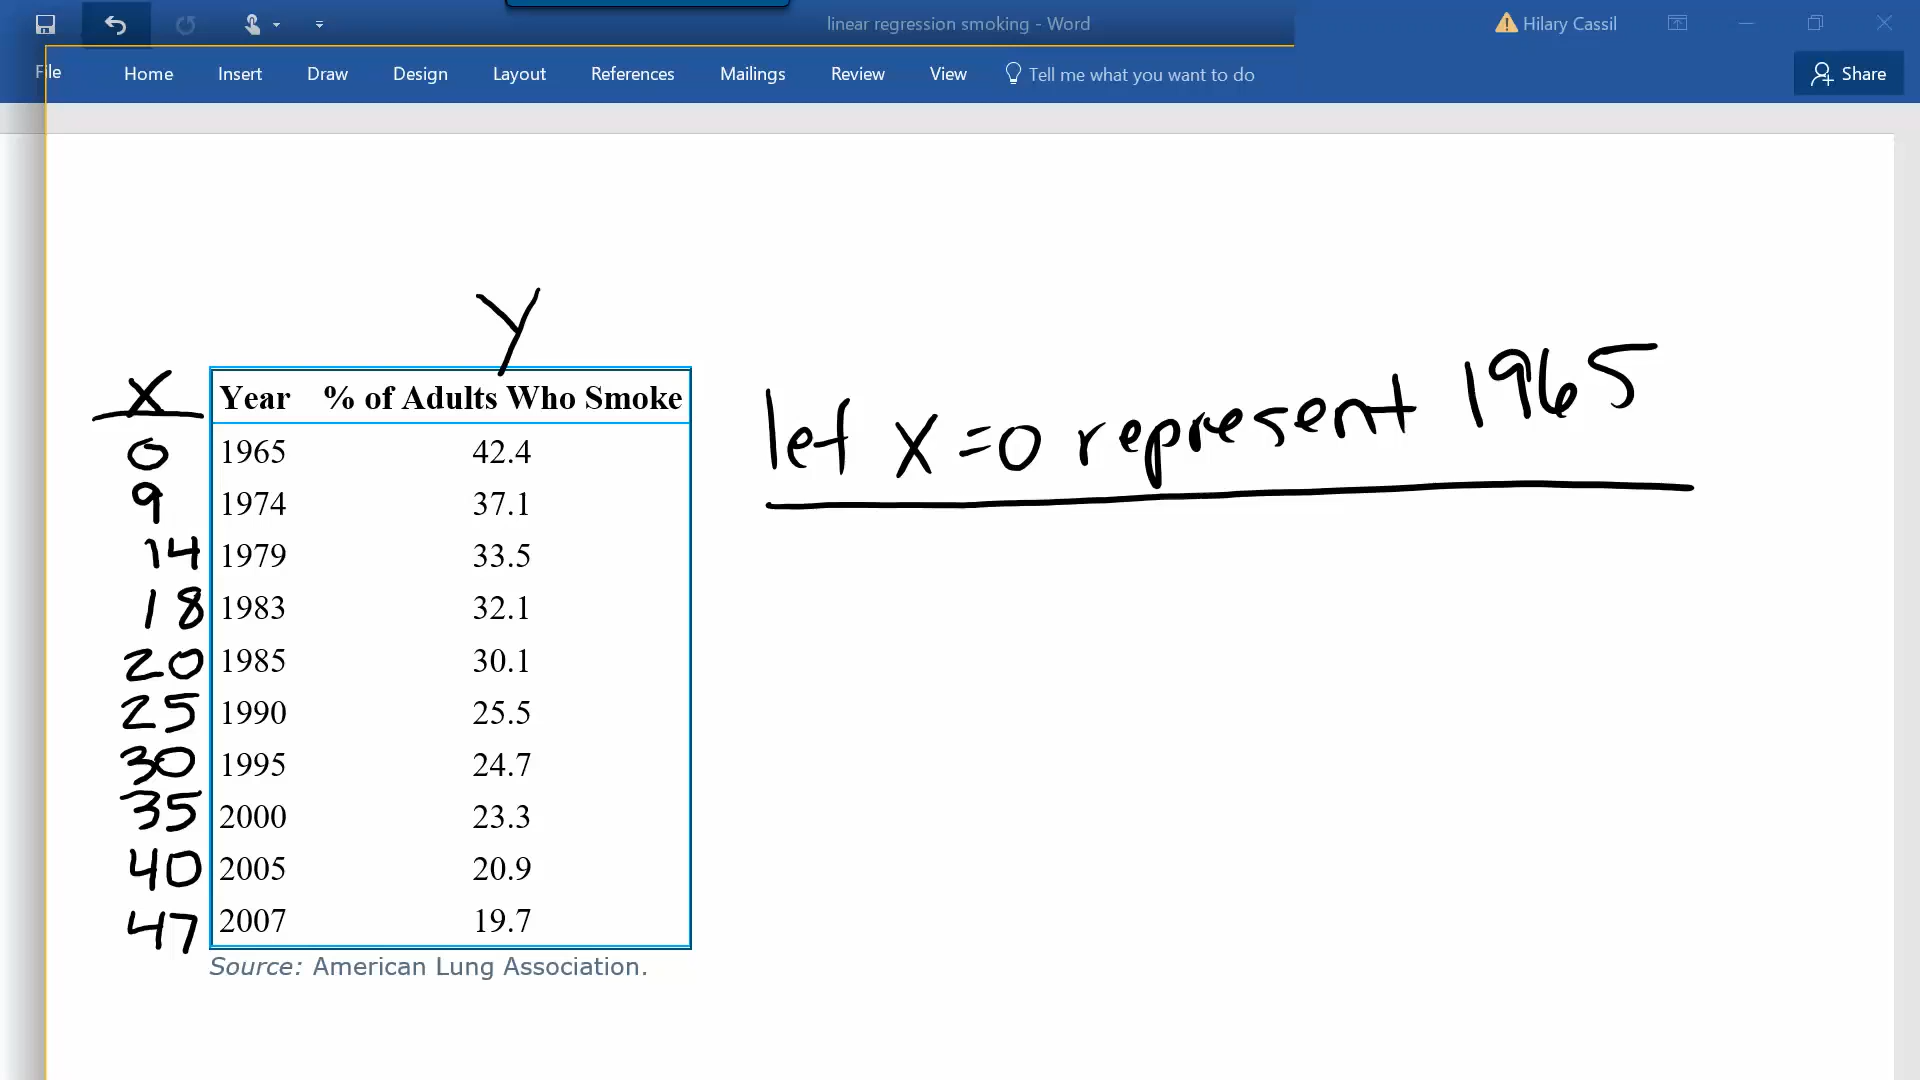 linear regression smoking - Word
Hilary Cassil
File Home Insert Draw Design Layout References Mailings Review View Tell me what you want to do Share
Y
X Year % of Adults Who Smoke
let x=0 represent 1965
0 1965 42.4
9 1974 37.1
14 1979 33.5
18 1983 32.1
20 1985 30.1
25 1990 25.5
30 1995 24.7
35 2000 23.3
40 2005 20.9
47 2007 19.7
Source: American Lung Association.